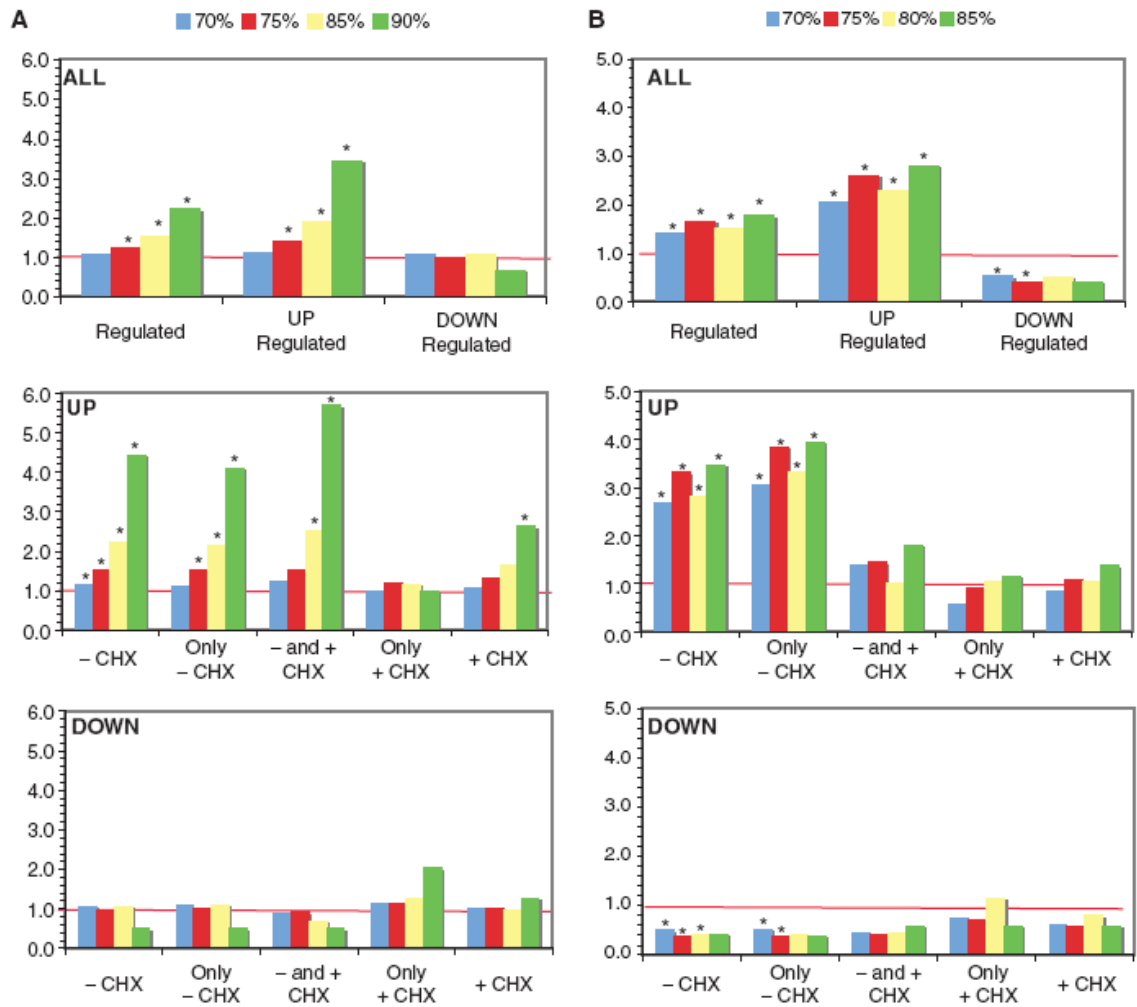 A
70% 75% 85% 90%
ALL
6.0
5.0
4.0
3.0
2.0
1.0
0.0
*
*
*
*
*
*
Regulated
UP
Regulated
DOWN
Regulated
UP
6.0
5.0
4.0
3.0
2.0
1.0
0.0
*
*
*
*
*
*
*
*
*
*
– CHX
Only
– CHX
– and +
CHX
Only
+ CHX
+ CHX
DOWN
6.0
5.0
4.0
3.0
2.0
1.0
0.0
– CHX
Only
– CHX
– and +
CHX
Only
+ CHX
+ CHX
B
70% 75% 80% 85%
ALL
5.0
4.0
3.0
2.0
1.0
0.0
*
*
*
*
*
*
*
*
*
*
Regulated
UP
Regulated
DOWN
Regulated
UP
5.0
4.0
3.0
2.0
1.0
0.0
*
*
*
*
*
*
*
*
– CHX
Only
– CHX
– and +
CHX
Only
+ CHX
+ CHX
DOWN
5.0
4.0
3.0
2.0
1.0
0.0
*
*
*
*
*
– CHX
Only
– CHX
– and +
CHX
Only
+ CHX
+ CHX